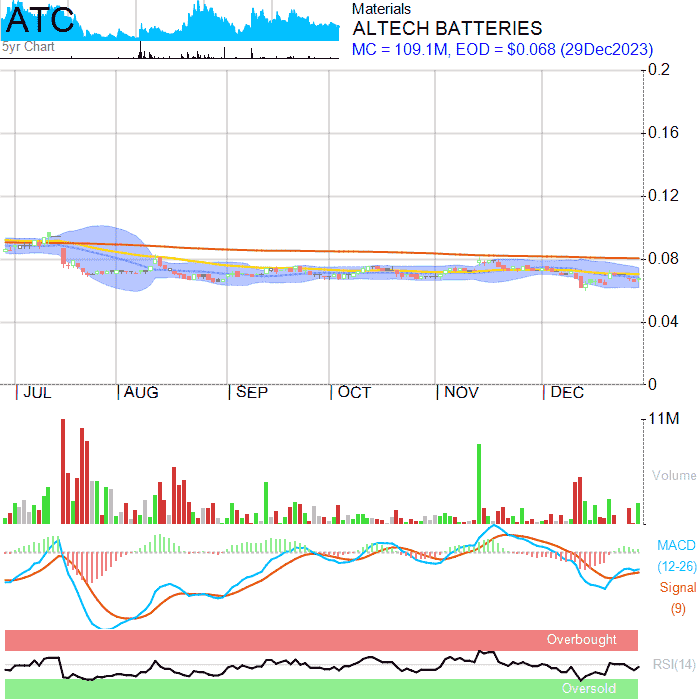 ATC
5yr Chart
Materials
ALTECH BATTERIES
MC = 109.1M, EOD = $0.068 (29Dec2023)
0.2
0.16
0.12
0.08
0.04
0
JUL AUG SEP OCT NOV DEC
11M
Volume
MACD
(12-26)
Signal
(9)
Overbought
RSI(14)
Oversold